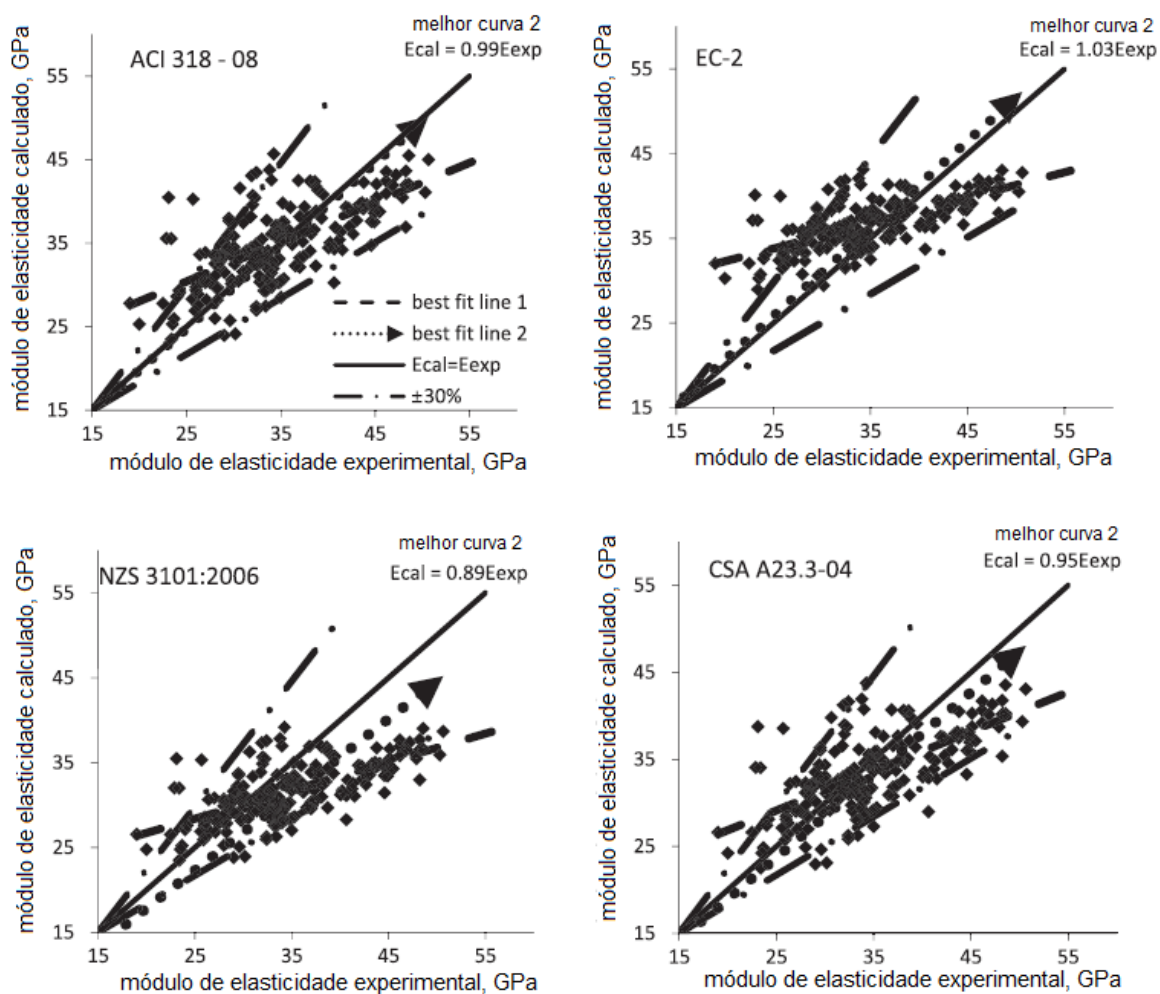 melhor curva 2
Ecal = 0.99Eexp
ACI 318 - 08
módulo de elasticidade calculado, GPa
55
45
35
25
15
best fit line 1
best fit line 2
Ecal=Eexp
±30%
15 25 35 45 55
módulo de elasticidade experimental, GPa
melhor curva 2
Ecal = 1.03Eexp
EC-2
módulo de elasticidade calculado, GPa
55
45
35
25
15
15 25 35 45 55
módulo de elasticidade experimental, GPa
melhor curva 2
Ecal = 0.89Eexp
NZS 3101:2006
módulo de elasticidade calculado, GPa
55
45
35
25
15
15 25 35 45 55
módulo de elasticidade experimental, GPa
melhor curva 2
Ecal = 0.95Eexp
CSA A23.3-04
módulo de elasticidade calculado, GPa
55
45
35
25
15
15 25 35 45 55
módulo de elasticidade experimental, GPa